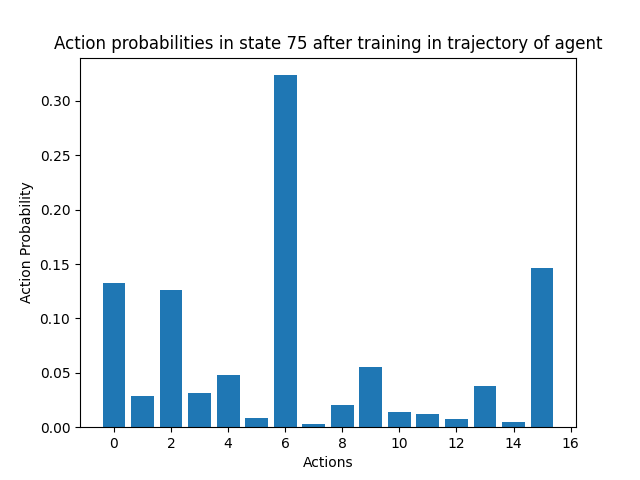 Action probabilities in state 75 after training in trajectory of agent
0.30
0.25
0.20
0.15
0.10
0.05
0.00
Action Probability
0 2 4 6 8 10 12 14 16
Actions